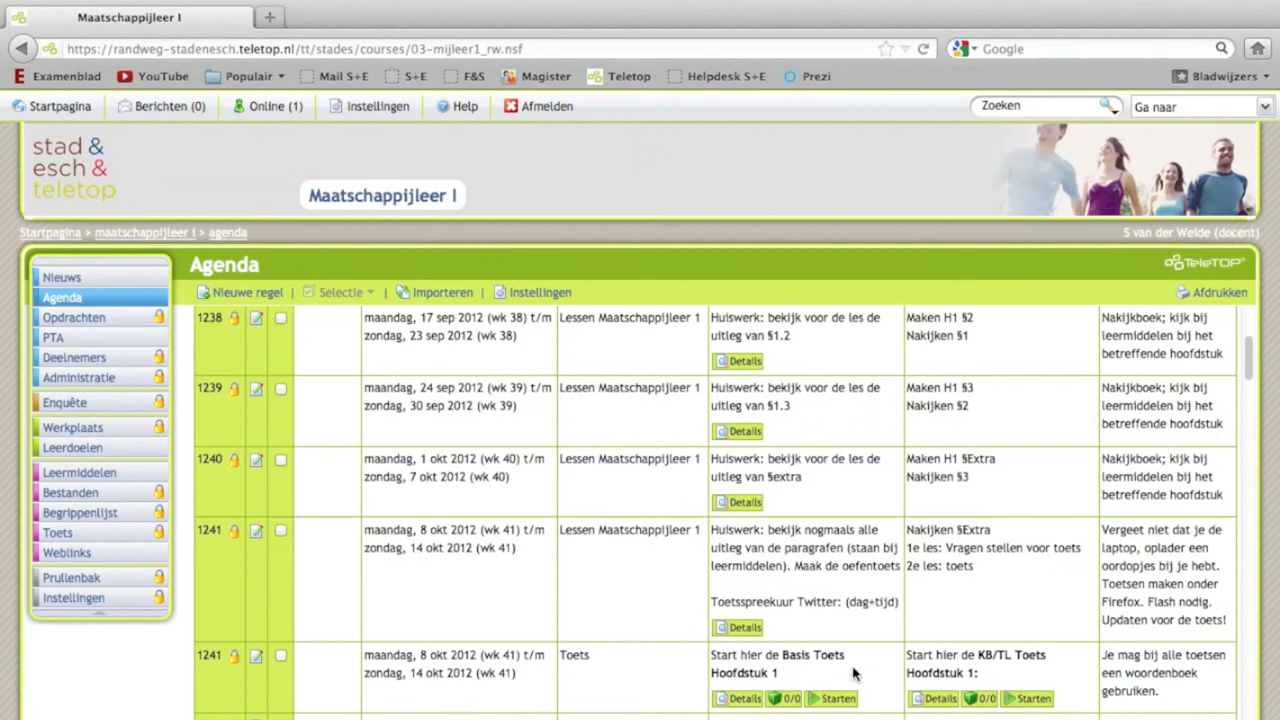 Maatschappijleer I
https://randweg-stadenesch.teletop.nl/tt/stades/courses/03-mijleer1_rw.nsf
Google
Examenblad YouTube Populair Mail S+E S+E F&S Magister Teletop Helpdesk S+E Prezi Bladwijzers
Startpagina Berichten (0) Online (1) Instellingen Help Afmelden Zoeken Ga naar
stad &
esch &
teletop
Maatschappijleer I
Startpagina > maatschappijleer I > agenda
S van der Weide (docent)
Nieuws
Agenda
Opdrachten
PTA
Deelnemers
Administratie
Enquête
Werkplaats
Leerdoelen
Leermiddelen
Bestanden
Begrippenlijst
Toets
Weblinks
Prullenbak
Instellingen
Agenda
TeleTOP
Nieuwe regel | Selectie | Importeren | Instellingen
Afdrukken
1238
maandag, 17 sep 2012 (wk 38) t/m
zondag, 23 sep 2012 (wk 38)
Lessen Maatschappijleer 1
Huiswerk: bekijk voor de les de
uitleg van §1.2
Details
Maken H1 §2
Nakijken §1
Nakijkboek; kijk bij
leermiddelen bij het
betreffende hoofdstuk
1239
maandag, 24 sep 2012 (wk 39) t/m
zondag, 30 sep 2012 (wk 39)
Lessen Maatschappijleer 1
Huiswerk: bekijk voor de les de
uitleg van §1.3
Details
Maken H1 §3
Nakijken §2
Nakijkboek; kijk bij
leermiddelen bij het
betreffende hoofdstuk
1240
maandag, 1 okt 2012 (wk 40) t/m
zondag, 7 okt 2012 (wk 40)
Lessen Maatschappijleer 1
Huiswerk: bekijk voor de les de
uitleg van §extra
Details
Maken H1 §Extra
Nakijken §3
Nakijkboek; kijk bij
leermiddelen bij het
betreffende hoofdstuk
1241
maandag, 8 okt 2012 (wk 41) t/m
zondag, 14 okt 2012 (wk 41)
Lessen Maatschappijleer 1
Huiswerk: bekijk nogmaals alle
uitleg van de paragrafen (staan bij
leermiddelen). Maak de oefentoets
Toetsspreekuur Twitter: (dag+tijd)
Details
Nakijken §Extra
1e les: Vragen stellen voor toets
2e les: toets
Vergeet niet dat je de
laptop, oplader een
oordopjes bij je hebt.
Toetsen maken onder
Firefox. Flash nodig.
Updaten voor de toets!
1241
maandag, 8 okt 2012 (wk 41) t/m
zondag, 14 okt 2012 (wk 41)
Toets
Start hier de Basis Toets
Hoofdstuk 1
Details 0/0 Starten
Start hier de KB/TL Toets
Hoofdstuk 1:
Details 0/0 Starten
Je mag bij alle toetsen
een woordenboek
gebruiken.